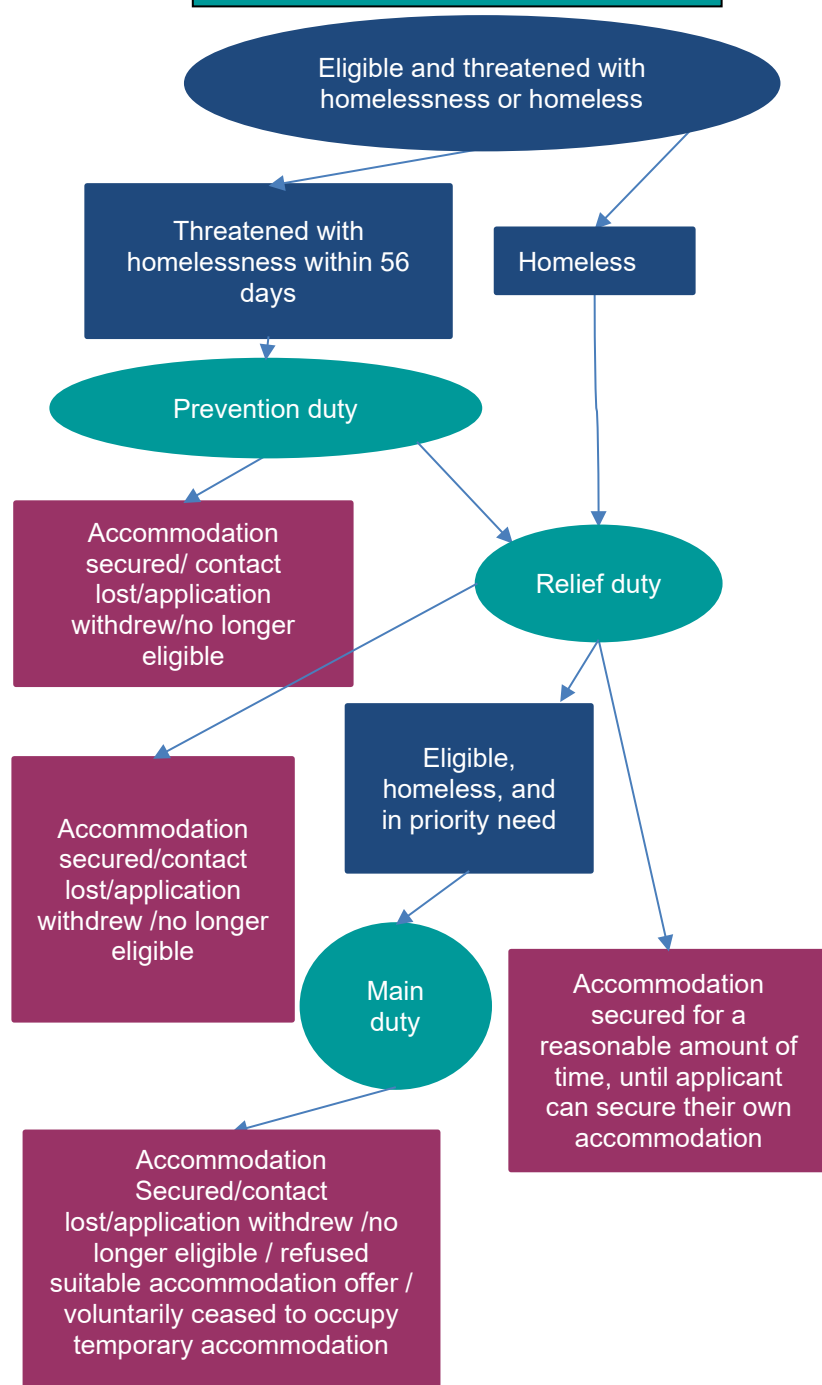 Eligible and threatened with
homelessness or homeless
Threatened with
homelessness within 56
days
Homeless
Prevention duty
Accommodation
secured/ contact
lost/application
withdrew/no longer
eligible
Relief duty
Eligible,
homeless, and
in priority need
Accommodation
secured/contact
lost/application
withdrew /no longer
eligible
Main
duty
Accommodation
secured for a
reasonable amount of
time, until applicant
can secure their own
accommodation
Accommodation
Secured/contact
lost/application withdrew /no
longer eligible / refused
suitable accommodation offer /
voluntarily ceased to occupy
temporary accommodation